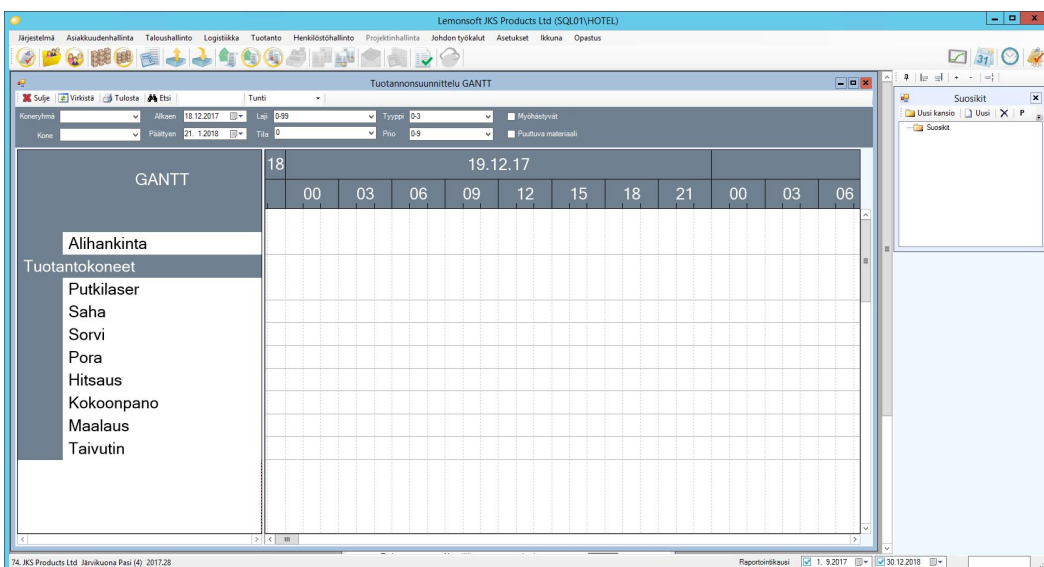 Lemonsoft JKS Products Ltd (SQL01\HOTEL)
Järjestelmä Asiakkuudenhallinta Taloushallinto Logistiikka Tuotanto Henkilöstöhallinto Projektinhallinta Johdon työkalut Asetukset Ikkuna Opastus
31
Tuotannonsuunnittelu GANTT
Sulje Virkistä Tulosta Etsi Tunti
Koneryhmä Alkaen 18.12.2017 Laji 0-99 Tyyppi 0-3 Myöhästyvät
Kone Päättyen 21. 1.2018 Tila 0 Prio 0-9 Puuttuva materiaali
Suosikit
Uusi kansio Uusi P
Suosikit
GANTT
18 19.12.17
00 03 06 09 12 15 18 21 00 03 06
Alihankinta
Tuotantokoneet
Putkilaser
Saha
Sorvi
Pora
Hitsaus
Kokoonpano
Maalaus
Taivutin
74. JKS Products Ltd Järvikuona Pasi (4) 2017.28 Raportointikausi 1. 9.2017 30.12.2018